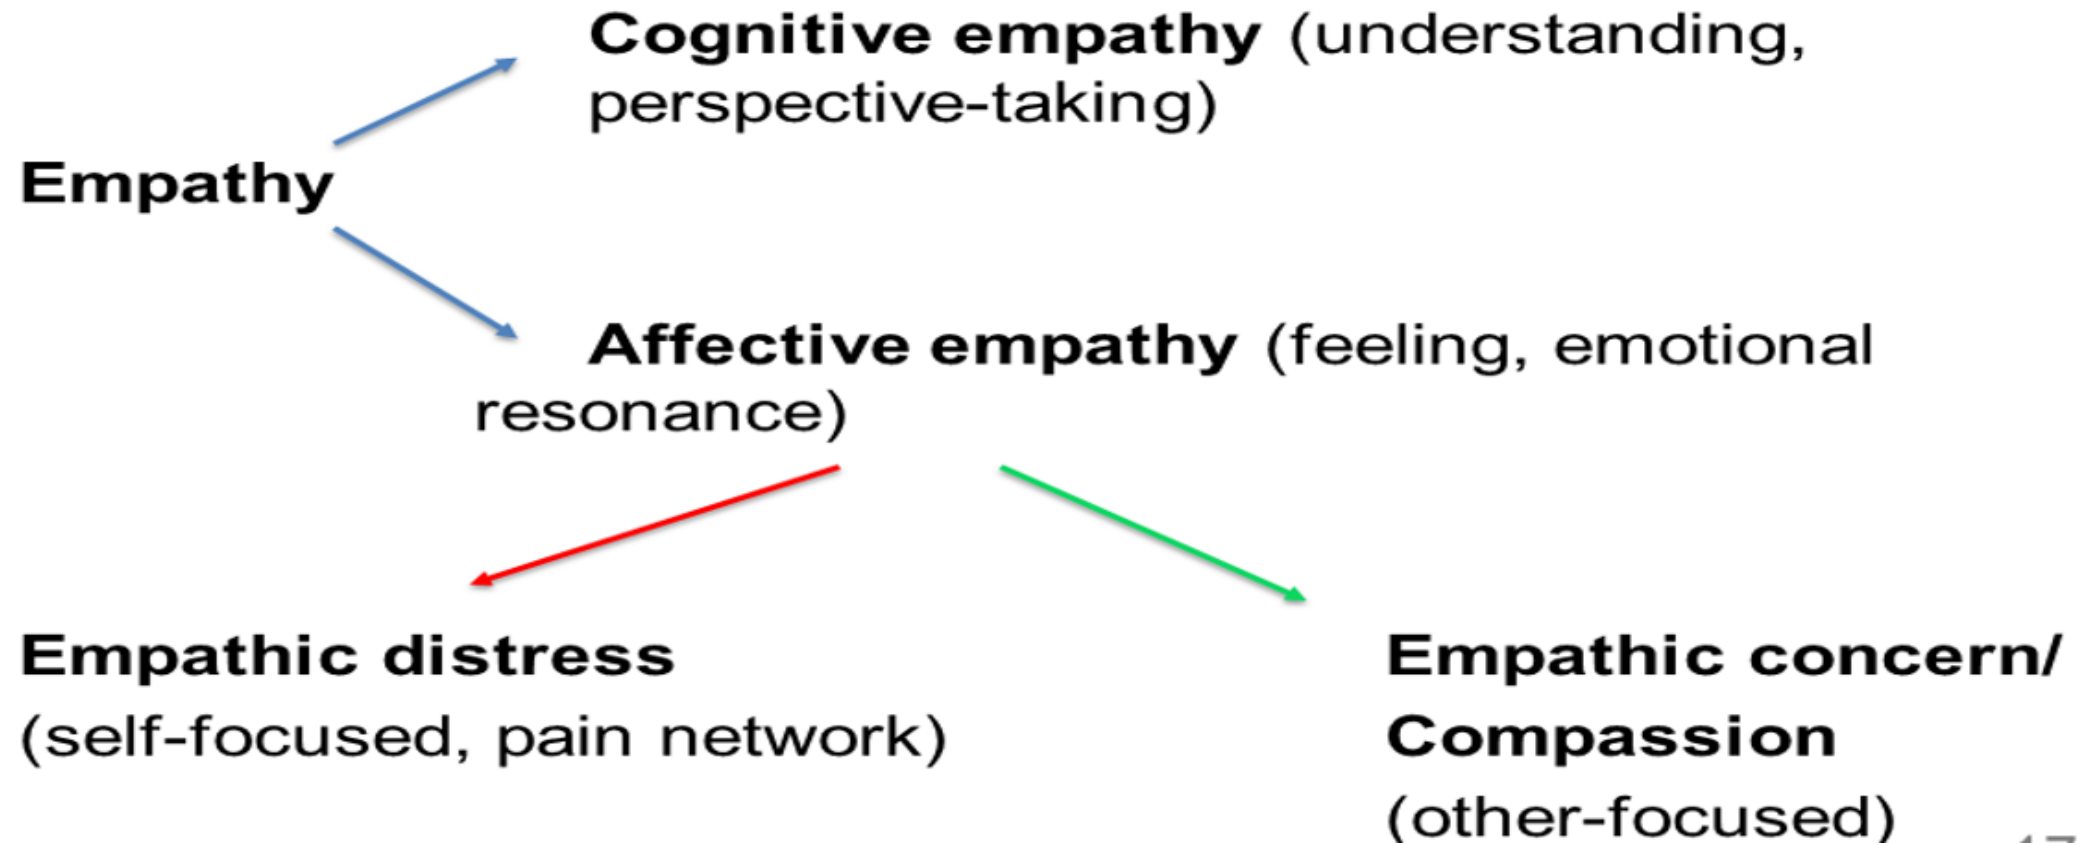 Cognitive empathy (understanding,
perspective-taking)
Empathy
Affective empathy (feeling, emotional
resonance)
Empathic distress
(self-focused, pain network)
Empathic concern/
Compassion
(other-focused)